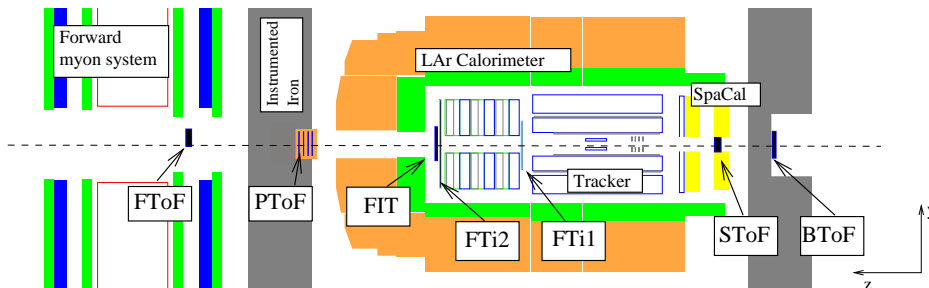 Forward
myon system
Instrumented
Iron
LAr Calorimeter
SpaCal
Tracker
FToF
PToF
FIT
FTi2
FTi1
SToF
BToF
y
z